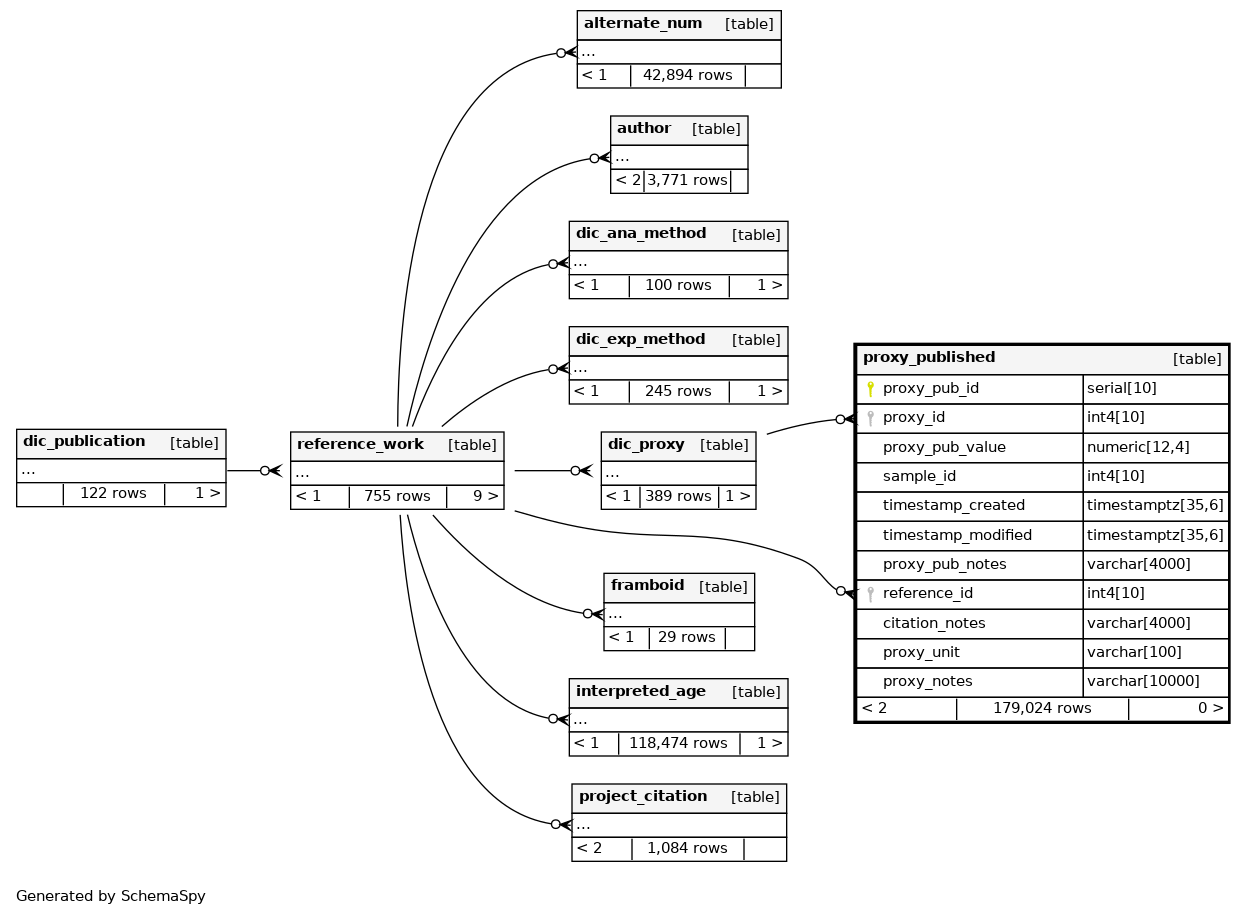 alternate_num [table]
...
< 1 42,894 rows
author [table]
...
< 2 3,771 rows
dic_ana_method [table]
...
< 1 100 rows 1 >
dic_exp_method [table]
...
< 1 245 rows 1 >
dic_publication [table]
...
122 rows 1 >
reference_work [table]
...
< 1 755 rows 9 >
dic_proxy [table]
...
< 1 389 rows 1 >
proxy_published [table]
proxy_pub_id serial[10]
proxy_id int4[10]
proxy_pub_value numeric[12,4]
sample_id int4[10]
timestamp_created timestamptz[35,6]
timestamp_modified timestamptz[35,6]
proxy_pub_notes varchar[4000]
reference_id int4[10]
citation_notes varchar[4000]
proxy_unit varchar[100]
proxy_notes varchar[10000]
< 2 179,024 rows 0 >
framboid [table]
...
< 1 29 rows
interpreted_age [table]
...
< 1 118,474 rows 1 >
project_citation [table]
...
< 2 1,084 rows
Generated by SchemaSpy